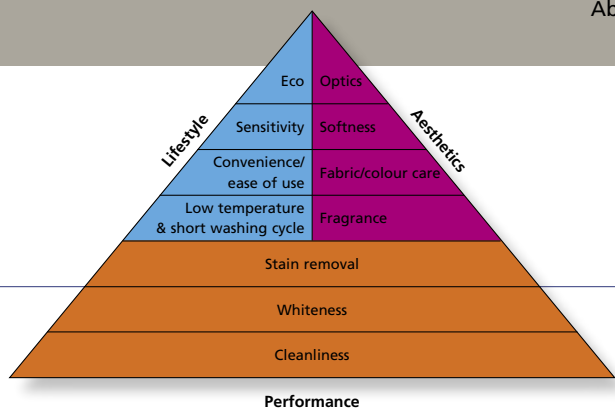 Eco
Optics
Sensitivity
Softness
Convenience/
ease of use
Fabric/colour care
Low temperature
& short washing cycle
Fragrance
Stain removal
Whiteness
Cleanliness
Lifestyle
Aesthetics
Performance